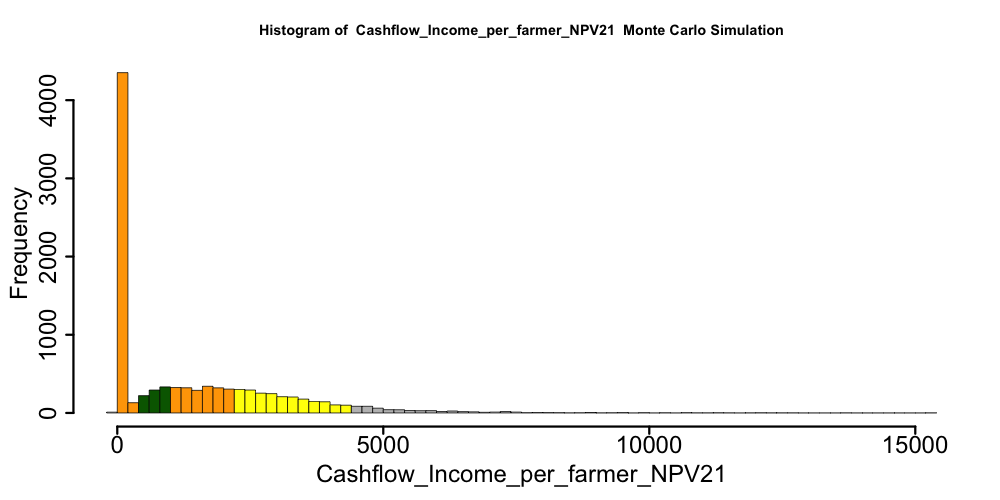 Histogram of  Cashflow_Income_per_farmer_NPV21  Monte Carlo Simulation
4000
3000
2000
1000
0
Frequency
0 5000 10000 15000
Cashflow_Income_per_farmer_NPV21